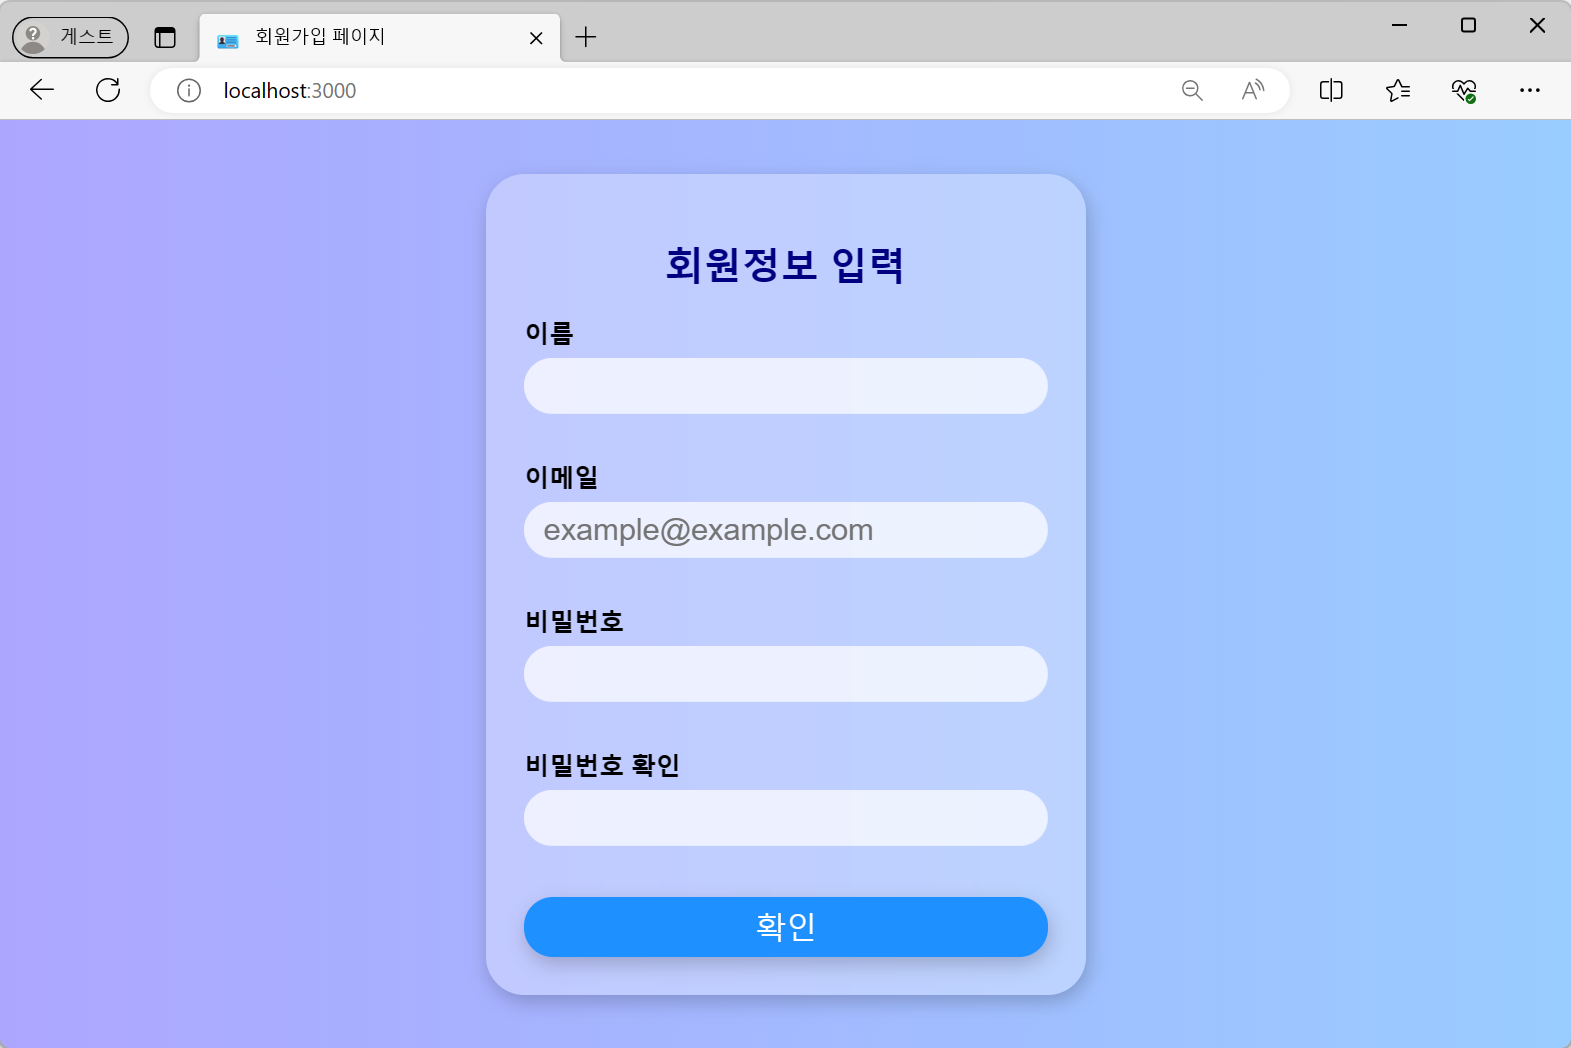 게스트
회원가입 페이지
localhost:3000
회원정보 입력
이름
이메일
example@example.com
비밀번호
비밀번호 확인
확인